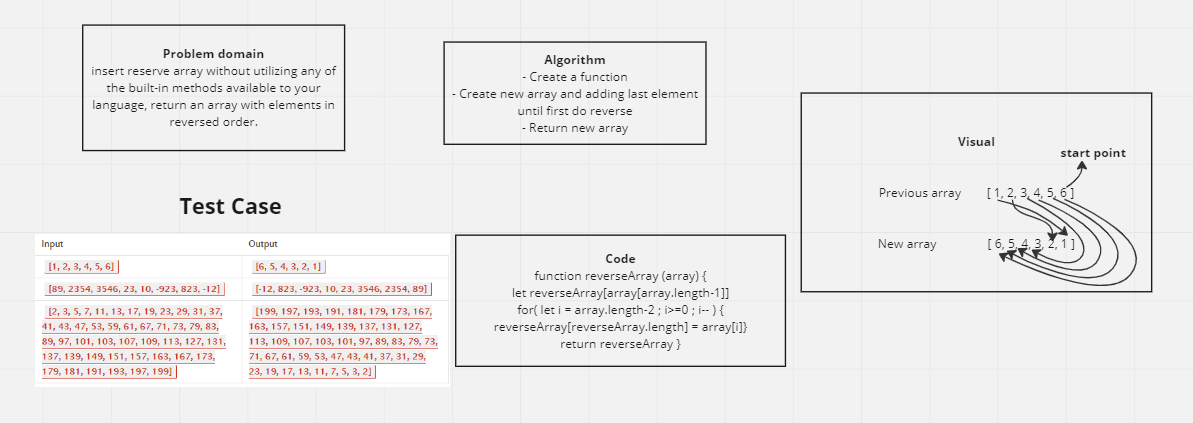 Problem domain
insert reserve array without utilizing any of
the built-in methods available to your
language, return an array with elements in
reversed order.
Algorithm
- Create a function
- Create new array and adding last element
until first do reverse
- Return new array
Visual
start point
Previous array [ 1, 2, 3, 4, 5, 6 ]
New array [ 6, 5, 4, 3, 2, 1 ]
Test Case
Input Output
[1, 2, 3, 4, 5, 6] [6, 5, 4, 3, 2, 1]
[89, 2354, 3546, 23, 10, -923, 823, -12] [-12, 823, -923, 10, 23, 3546, 2354, 89]
[2, 3, 5, 7, 11, 13, 17, 19, 23, 29, 31, 37, [199, 197, 193, 191, 181, 179, 173, 167,
41, 43, 47, 53, 59, 61, 67, 71, 73, 79, 83, 163, 157, 151, 149, 139, 137, 131, 127,
89, 97, 101, 103, 107, 109, 113, 127, 131, 113, 109, 107, 103, 101, 97, 89, 83, 79, 73,
137, 139, 149, 151, 157, 163, 167, 173, 71, 67, 61, 59, 53, 47, 43, 41, 37, 31, 29,
179, 181, 191, 193, 197, 199] 23, 19, 17, 13, 11, 7, 5, 3, 2]
Code
function reverseArray (array) {
let reverseArray[array[array.length-1]]
for( let i = array.length-2 ; i>=0 ; i-- ) {
reverseArray[reverseArray.length] = array[i]}
return reverseArray }